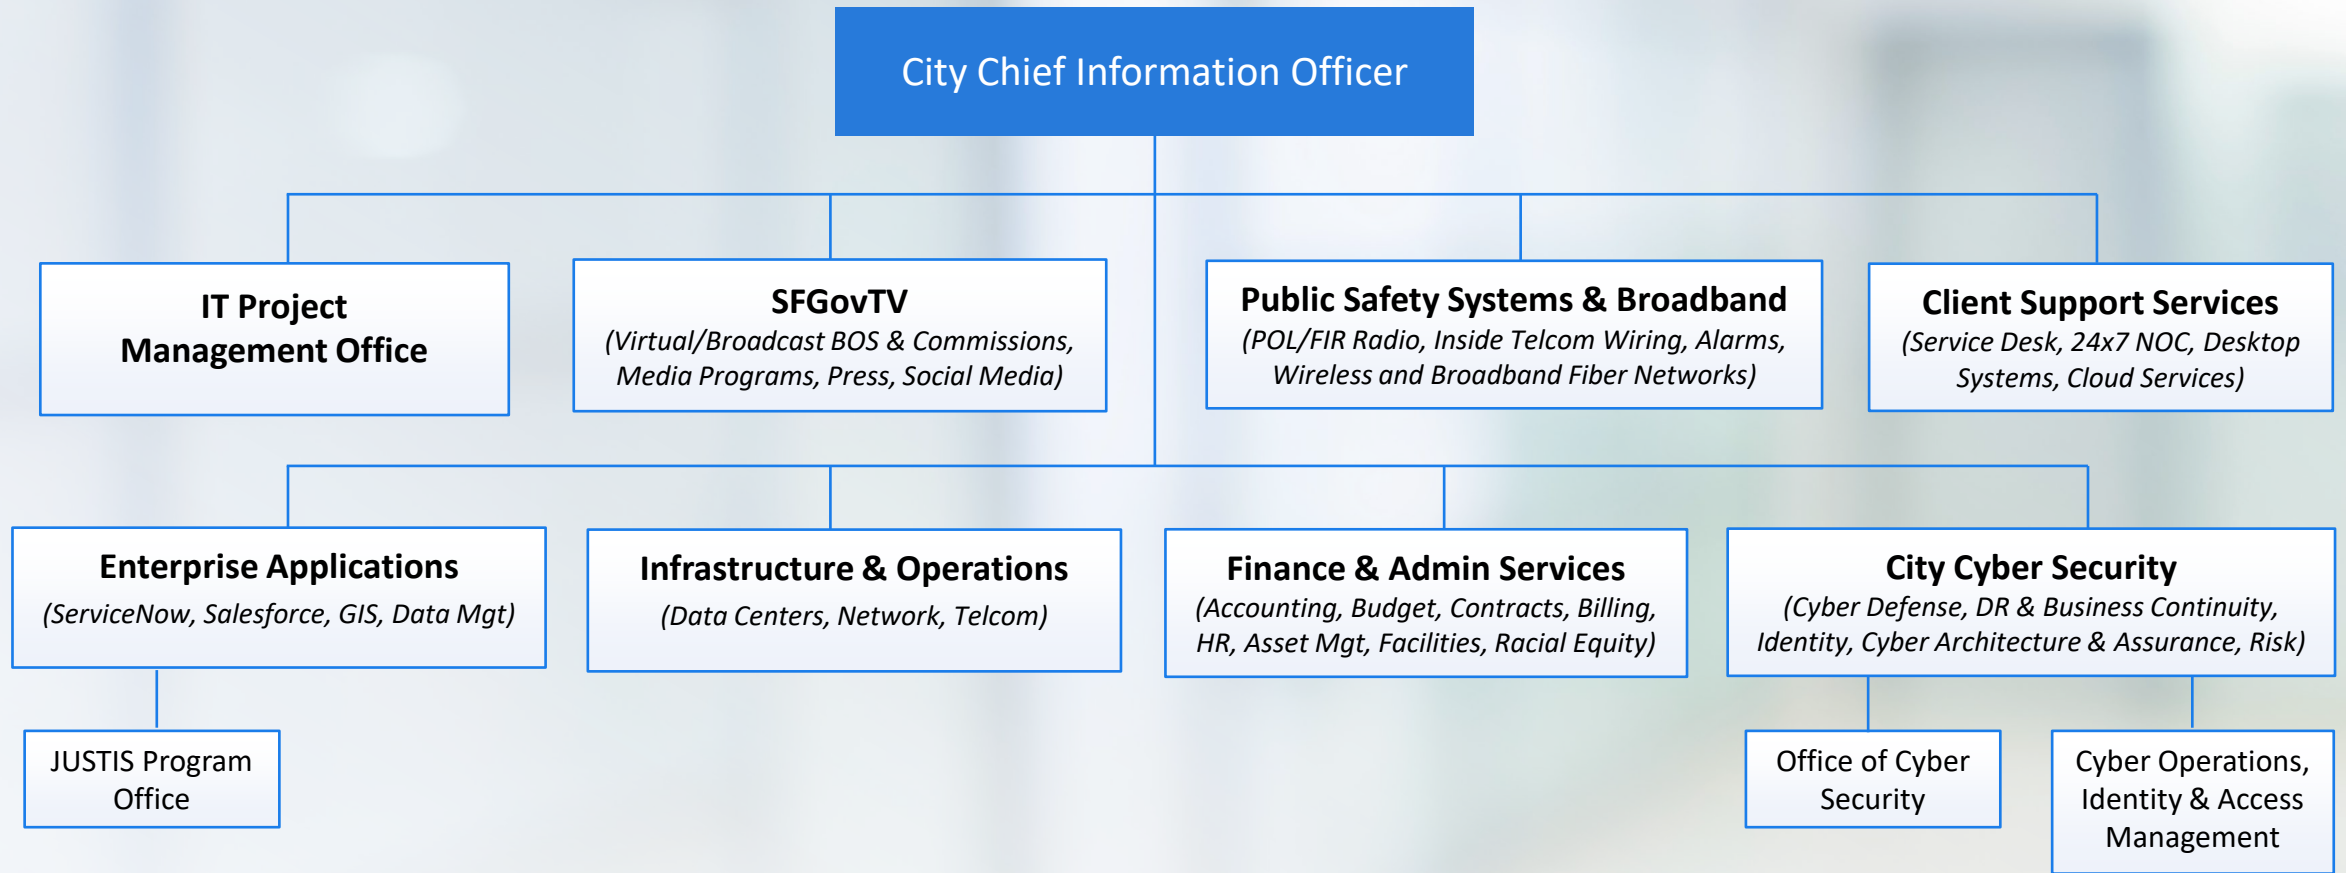 City Chief Information Officer
IT Project
Management Office
SFGovTV
(Virtual/Broadcast BOS & Commissions,
Media Programs, Press, Social Media)
Public Safety Systems & Broadband
(POL/FIR Radio, Inside Telcom Wiring, Alarms,
Wireless and Broadband Fiber Networks)
Client Support Services
(Service Desk, 24x7 NOC, Desktop
Systems, Cloud Services)
Enterprise Applications
(ServiceNow, Salesforce, GIS, Data Mgt)
Infrastructure & Operations
(Data Centers, Network, Telcom)
Finance & Admin Services
(Accounting, Budget, Contracts, Billing,
HR, Asset Mgt, Facilities, Racial Equity)
City Cyber Security
(Cyber Defense, DR & Business Continuity,
Identity, Cyber Architecture & Assurance, Risk)
JUSTIS Program
Office
Office of Cyber
Security
Cyber Operations,
Identity & Access
Management